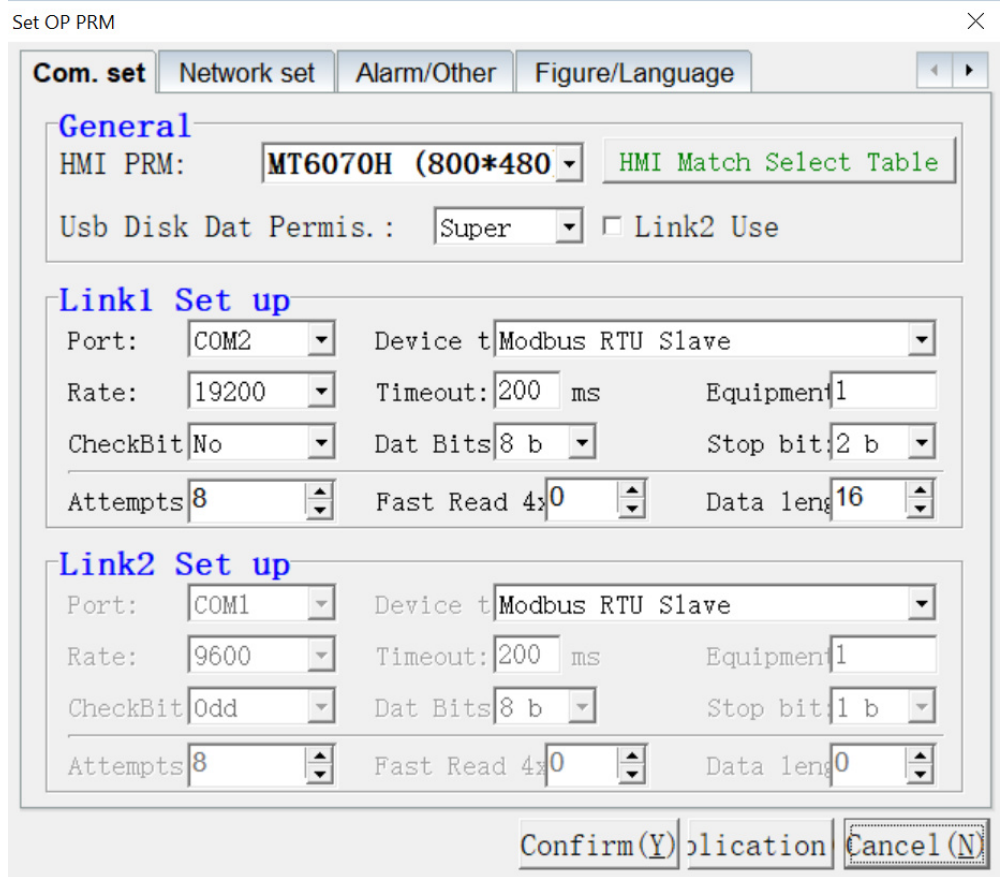 Set OP PRM
Com. set Network set Alarm/Other Figure/Language
General
HMI PRM: MT6070H (800*480 HMI Match Select Table
Usb Disk Dat Permis.: Super Link2 Use
Link1 Set up
Port: COM2 Device t Modbus RTU Slave
Rate: 19200 Timeout: 200 ms Equipment 1
CheckBit No Dat Bits 8 b Stop bit: 2 b
Attempts 8 Fast Read 4x 0 Data leng 16
Link2 Set up
Port: COM1 Device t Modbus RTU Slave
Rate: 9600 Timeout: 200 ms Equipment 1
CheckBit Odd Dat Bits 8 b Stop bit: 1 b
Attempts 8 Fast Read 4x 0 Data leng 0
Confirm(Y) plication Cancel(N)